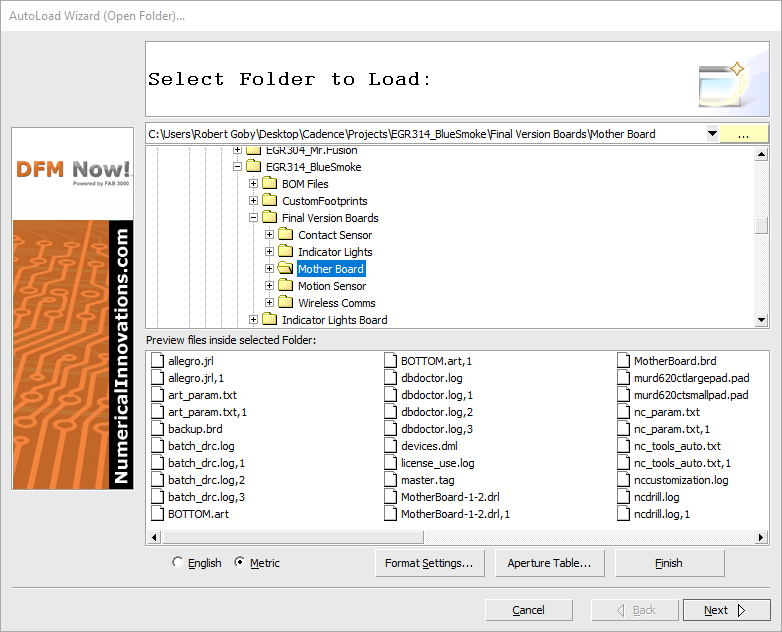 AutoLoad Wizard (Open Folder)...
Select Folder to Load:
C:\Users\Robert Goby\Desktop\Cadence\Projects\EGR314_BlueSmoke\Final Version Boards\Mother Board
...
DFM Now!
Powered by FAB 3000
NumericalInnovations.com
EGR304_Mr.Fusion
EGR314_BlueSmoke
BOM Files
CustomFootprints
Final Version Boards
Contact Sensor
Indicator Lights
Mother Board
Motion Sensor
Wireless Comms
Indicator Lights Board
Preview files inside selected Folder:
allegro.jrl
allegro.jrl,1
art_param.txt
art_param.txt,1
backup.brd
batch_drc.log
batch_drc.log,1
batch_drc.log,2
batch_drc.log,3
BOTTOM.art
BOTTOM.art,1
dbdoctor.log
dbdoctor.log,1
dbdoctor.log,2
dbdoctor.log,3
devices.dml
license_use.log
master.tag
MotherBoard-1-2.drl
MotherBoard-1-2.drl,1
MotherBoard.brd
murd620ctlargepad.pad
murd620ctsmallpad.pad
nc_param.txt
nc_param.txt,1
nc_tools_auto.txt
nc_tools_auto.txt,1
nccustomization.log
ncdrill.log
ncdrill.log,1
English
Metric
Format Settings...
Aperture Table...
Finish
Cancel
Back
Next